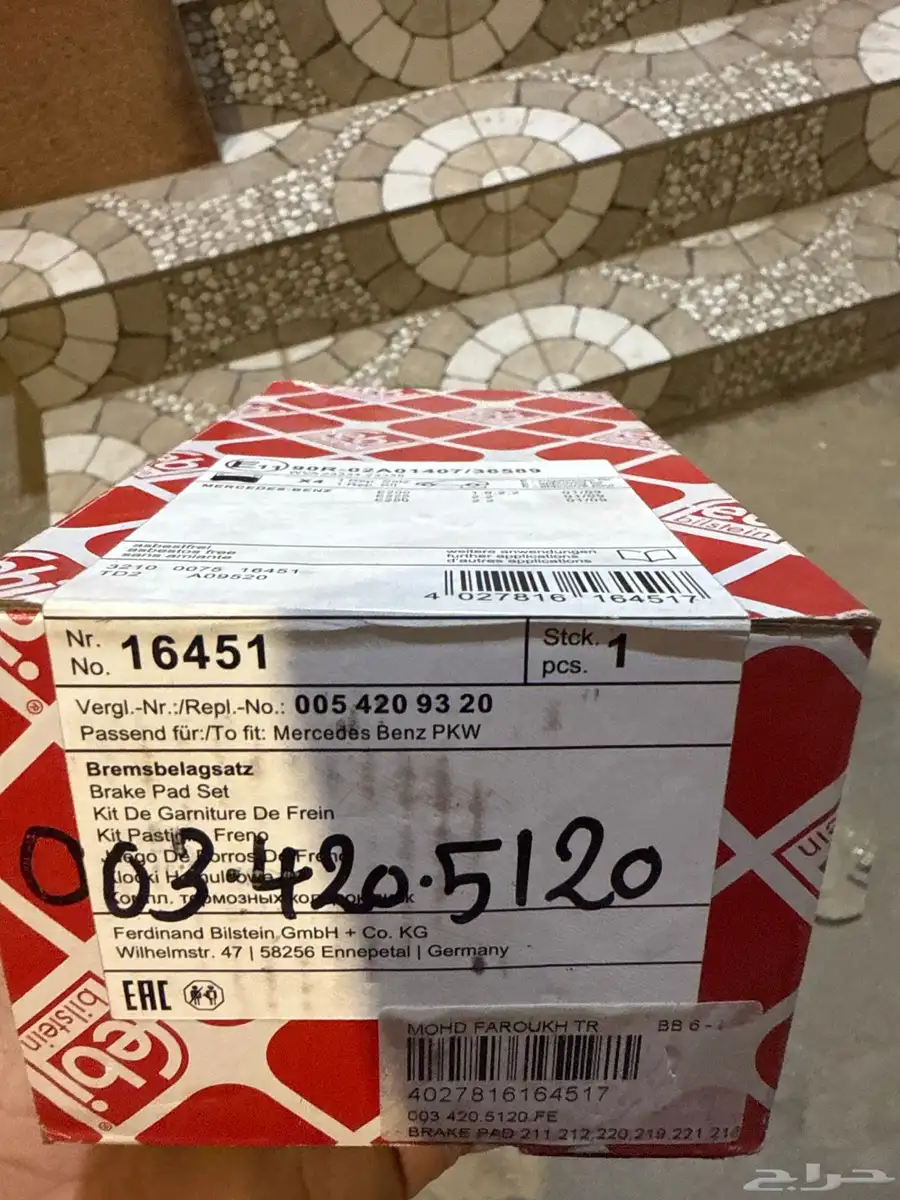 E11 90R-02A01407/36589
X4
MERCEDES-BENZ
asbestfrei
asbestos free
sans amiante
weitere anwendungen
further applications
d'autres applications
3210 0075 16451
TD2 A09520
4 027816 164517
Nr.
No. 16451
Stck.
pcs. 1
Vergl.-Nr.:/Repl.-No.: 005 420 93 20
Passend für:/To fit: Mercedes Benz PKW
Bremsbelagsatz
Brake Pad Set
Kit De Garniture De Frein
Kit Freno
003 420.5120
Ferdinand Bilstein GmbH + Co. KG
Wilhelmstr. 47 | 58256 Ennepetal | Germany
EAC
febi
bilstein
MOHD FAROUKH TR BB 6 -
4027816164517
003 420.5120.FE
BRAKE PAD 211,212,220,219,221,216
حراج